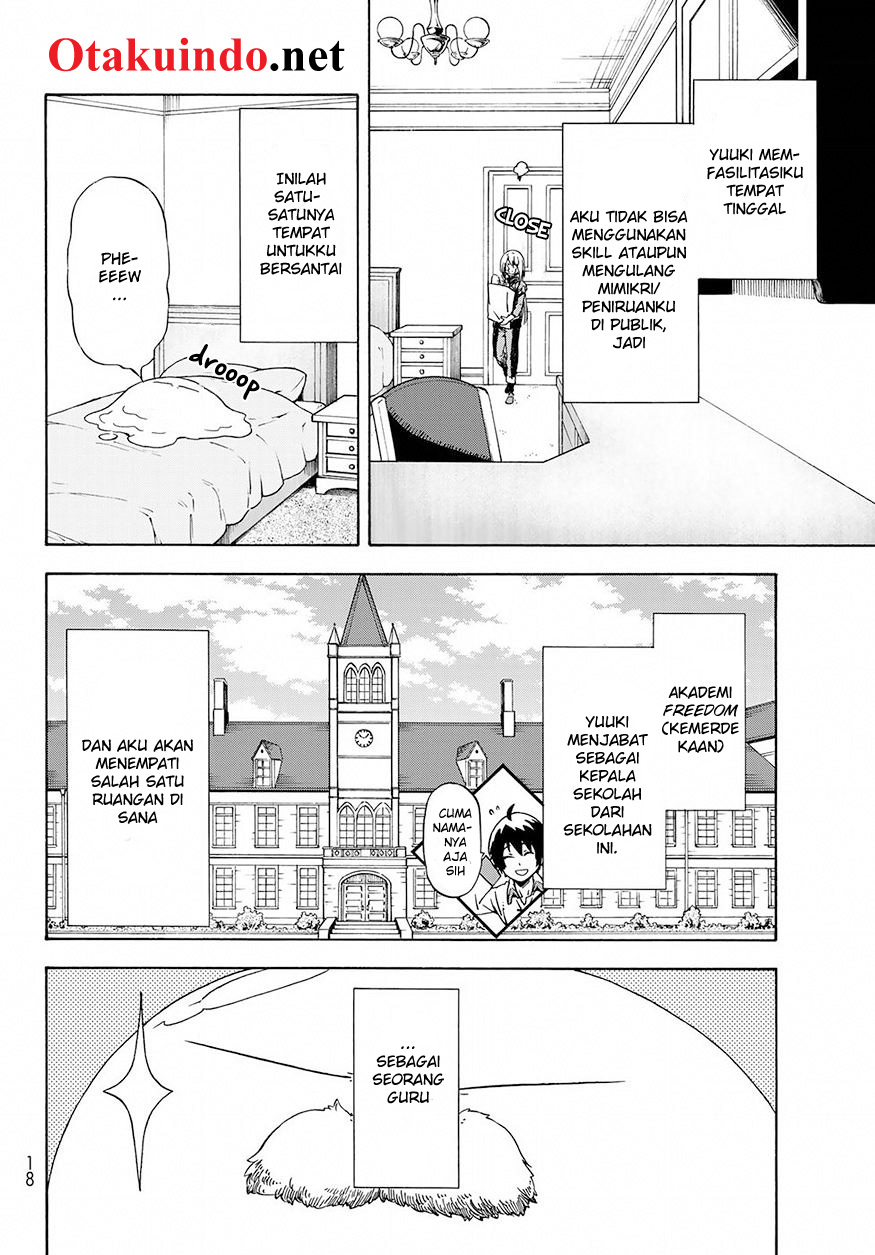 Otakuindo.net
YUUKI MEM-
FASILITASIKU
TEMPAT
TINGGAL
AKU TIDAK BISA
MENGGUNAKAN
SKILL ATAUPUN
MENGULANG
MIMIKRI/
PENIRUANKU
DI PUBLIK,
JADI
CLOSE
INILAH
SATU-
SATUNYA
TEMPAT
UNTUKKU
BERSANTAI
PHE-
EEEW
...
drooop
AKADEMI
FREEDOM
(KEMERDE
KAAN)
YUUKI
MENJABAT
SEBAGAI
KEPALA
SEKOLAH
DARI
SEKOLAHAN
INI.
CUMA
NAMA-
NYA
AJA
SIH
DAN AKU AKAN
MENEMPATI
SALAH SATU
RUANGAN DI
SANA
...
SEBAGAI
SEORANG
GURU
18